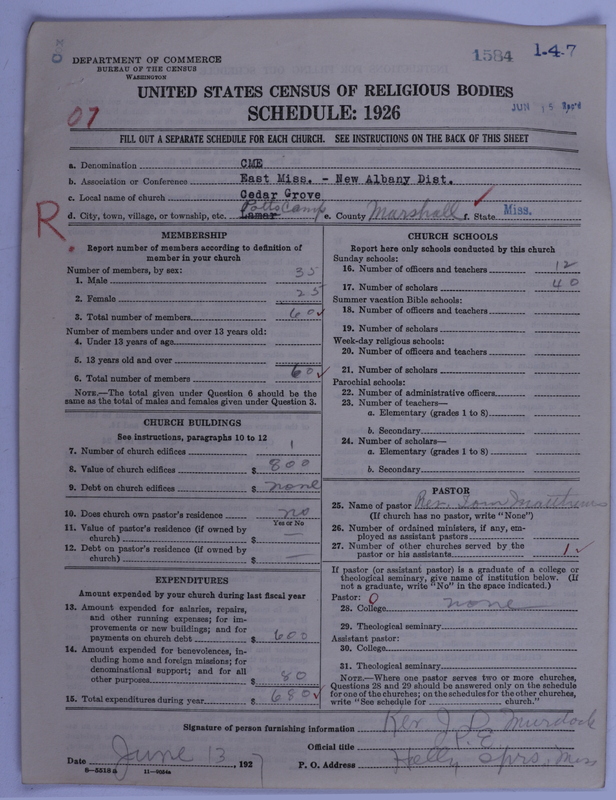 1584
1-4-7
DEPARTMENT OF COMMERCE
BUREAU OF THE CENSUS
WASHINGTON
UNITED STATES CENSUS OF RELIGIOUS BODIES
JUN 15
SCHEDULE: 1926
07
FILL OUT A SEPARATE SCHEDULE FOR EACH CHURCH. SEE INSTRUCTIONS ON THE BACK OF THIS SHEET
a. Denomination CME
b. Association or Conference East Miss. - New Albany Dist.
c. Local name of church Cedar Grove
d. City, town, village, or township, etc. Lamar Potts Camp e. County Marshall f. State Miss.
R.
MEMBERSHIP
Report number of members according to definition of
member in your church
Number of members, by sex:
1. Male 35
2. Female 25
3. Total number of members 60 ✓
Number of members under and over 13 years old:
4. Under 13 years of age
5. 13 years old and over
6. Total number of members 60 ✓
NOTE.—The total given under Question 6 should be the
same as the total of males and females given under Question 3.
CHURCH BUILDINGS
See instructions, paragraphs 10 to 12
7. Number of church edifices 1
8. Value of church edifices $ 800
9. Debt on church edifices $ none
10. Does church own pastor's residence no
Yes or No
11. Value of pastor's residence (if owned by
church) $ —
12. Debt on pastor's residence (if owned by
church) $ —
EXPENDITURES
Amount expended by your church during last fiscal year
13. Amount expended for salaries, repairs,
and other running expenses; for im-
provements or new buildings; and for
payments on church debt $ 600
14. Amount expended for benevolences, in-
cluding home and foreign missions; for
denominational support; and for all
other purposes $ 80
15. Total expenditures during year $ 680 ✓
CHURCH SCHOOLS
Report here only schools conducted by this church
Sunday schools:
16. Number of officers and teachers 12
17. Number of scholars 40
Summer vacation Bible schools:
18. Number of officers and teachers
19. Number of scholars
Week-day religious schools:
20. Number of officers and teachers
21. Number of scholars
Parochial schools:
22. Number of administrative officers
23. Number of teachers—
a. Elementary (grades 1 to 8)
b. Secondary
24. Number of scholars—
a. Elementary (grades 1 to 8)
b. Secondary
PASTOR
25. Name of pastor Rev. Tom Matthews
(If church has no pastor, write "None")
26. Number of ordained ministers, if any, em-
ployed as assistant pastors
27. Number of other churches served by the
pastor or his assistants 1 ✓
If pastor (or assistant pastor) is a graduate of a college or
theological seminary, give name of institution below. (If
not a graduate, write "No" in the space indicated.)
Pastor: 0
28. College none
29. Theological seminary
Assistant pastor:
30. College
31. Theological seminary
NOTE.—Where one pastor serves two or more churches,
Questions 28 and 29 should be answered only on the schedule
for one of the churches; on the schedules for the other churches,
write "See schedule for church."
Signature of person furnishing information Rev J. P. Murdock
Official title P. E.
Date June 13, 1927 P. O. Address Holly Sprs, Miss
8—5518a 11—9024a